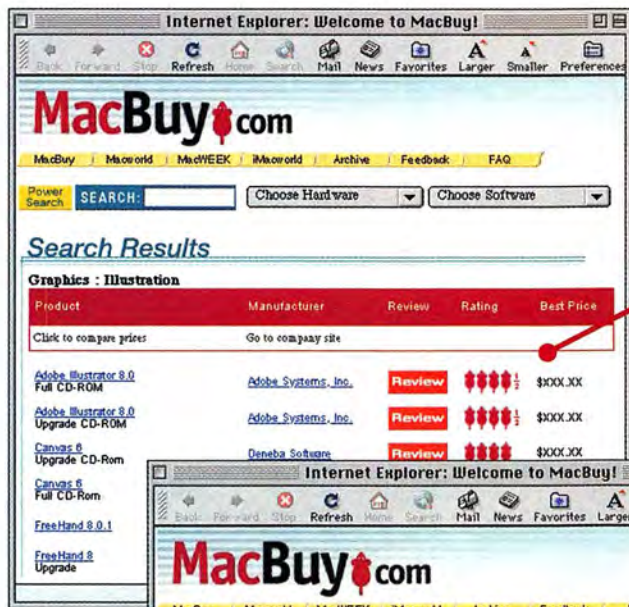 Internet Explorer: Welcome to MacBuy!
Back Forward Stop Refresh Home Search Mail News Favorites Larger Smaller Preferences
MacBuy com
MacBuy Macworld MacWEEK iMacworld Archive Feedback FAQ
Power Search SEARCH: Choose Hardware Choose Software
Search Results
Graphics : Illustration
Product Manufacturer Review Rating Best Price
Click to compare prices Go to company site
Adobe Illustrator 8.0 Adobe Systems, Inc. Review 1/2 $XXX.XX
Full CD-ROM
Adobe Illustrator 8.0 Adobe Systems, Inc. Review 1/2 $XXX.XX
Upgrade CD-ROM
Canvas 6 Deneba Software Review $XXX.XX
Upgrade CD-Rom
Canvas 6
Full CD-Rom
FreeHand 8.0.1
FreeHand 8
Upgrade
Internet Explorer: Welcome to MacBuy!
Back Forward Stop Refresh Home Search Mail News Favorites Larger
MacBuy com